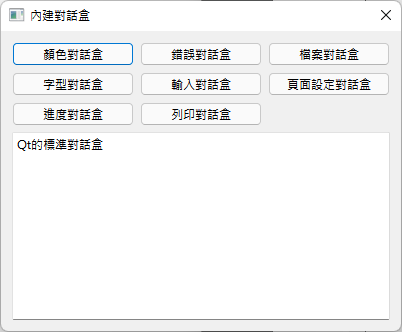 內建對話盒
顏色對話盒 錯誤對話盒 檔案對話盒
字型對話盒 輸入對話盒 頁面設定對話盒
進度對話盒 列印對話盒
Qt的標準對話盒